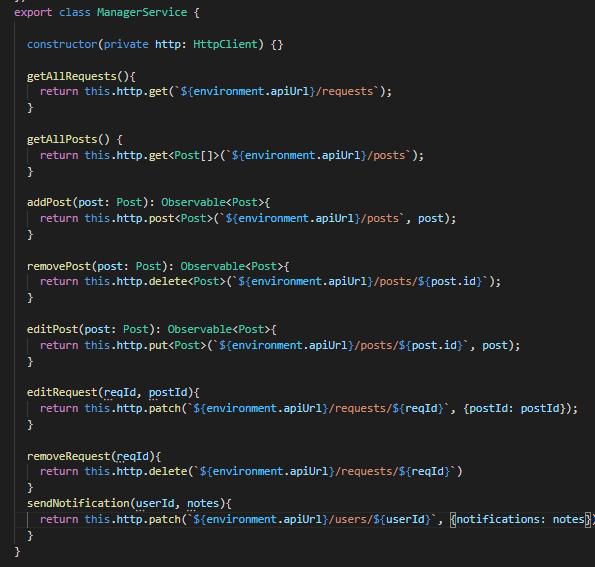 export class ManagerService {
constructor(private http: HttpClient) {}
getAllRequests(){
return this.http.get(`${environment.apiUrl}/requests`);
}
getAllPosts() {
return this.http.get<Post[]>(`${environment.apiUrl}/posts`);
}
addPost(post: Post): Observable<Post>{
return this.http.post<Post>(`${environment.apiUrl}/posts`, post);
}
removePost(post: Post): Observable<Post>{
return this.http.delete<Post>(`${environment.apiUrl}/posts/${post.id}`);
}
editPost(post: Post): Observable<Post>{
return this.http.put<Post>(`${environment.apiUrl}/posts/${post.id}`, post);
}
editRequest(reqId, postId){
return this.http.patch(`${environment.apiUrl}/requests/${reqId}`, {postId: postId});
}
removeRequest(reqId){
return this.http.delete(`${environment.apiUrl}/requests/${reqId}`)
}
sendNotification(userId, notes){
return this.http.patch(`${environment.apiUrl}/users/${userId}`, {notifications: notes})
}
}